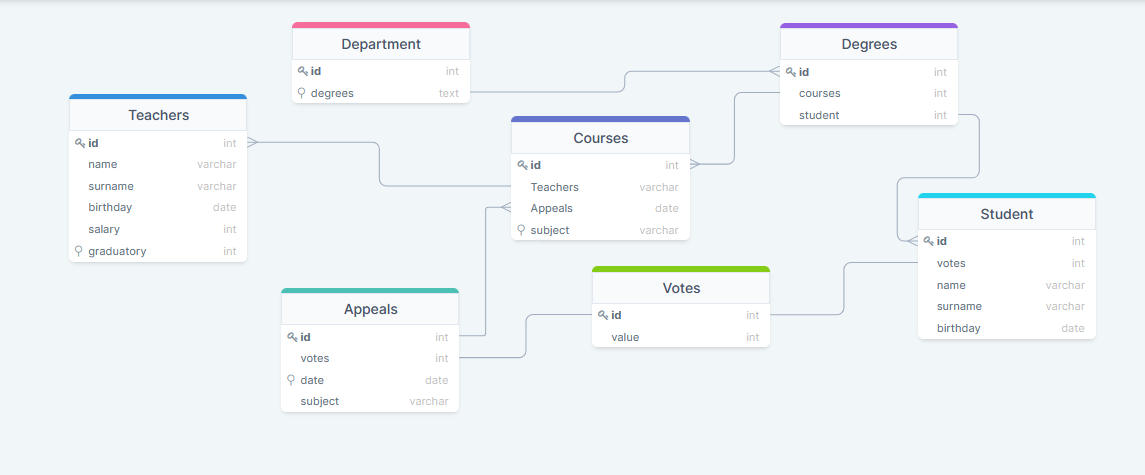 Department
id int
degrees text
Degrees
id int
courses int
student int
Teachers
id int
name varchar
surname varchar
birthday date
salary int
graduatory int
Courses
id int
Teachers varchar
Appeals date
subject varchar
Student
id int
votes int
name varchar
surname varchar
birthday date
Votes
id int
value int
Appeals
id int
votes int
date date
subject varchar